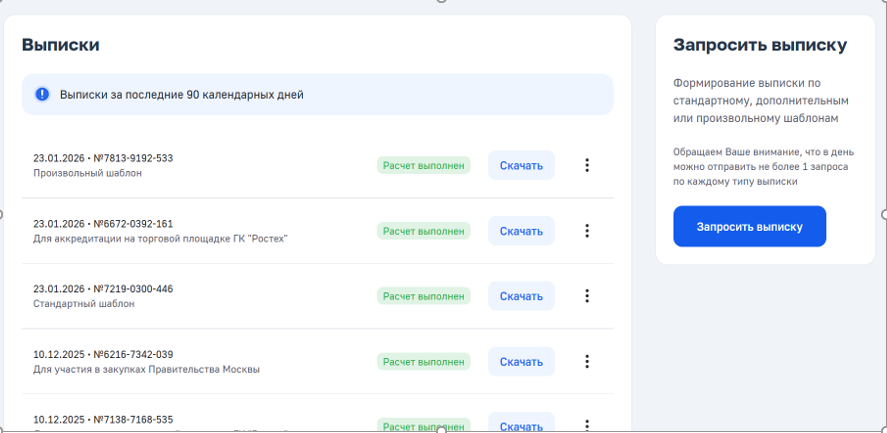 Выписки
Выписки за последние 90 календарных дней
23.01.2026 • №7813-9192-533
Произвольный шаблон
Расчет выполнен
Скачать
23.01.2026 • №6672-0392-161
Для аккредитации на торговой площадке ГК "Ростех"
Расчет выполнен
Скачать
23.01.2026 • №7219-0300-446
Стандартный шаблон
Расчет выполнен
Скачать
10.12.2025 • №6216-7342-039
Для участия в закупках Правительства Москвы
Расчет выполнен
Скачать
10.12.2025 • №7138-7168-535
Расчет выполнен
Скачать
Запросить выписку
Формирование выписки по
стандартному, дополнительным
или произвольному шаблонам
Обращаем Ваше внимание, что в день
можно отправить не более 1 запроса
по каждому типу выписки
Запросить выписку